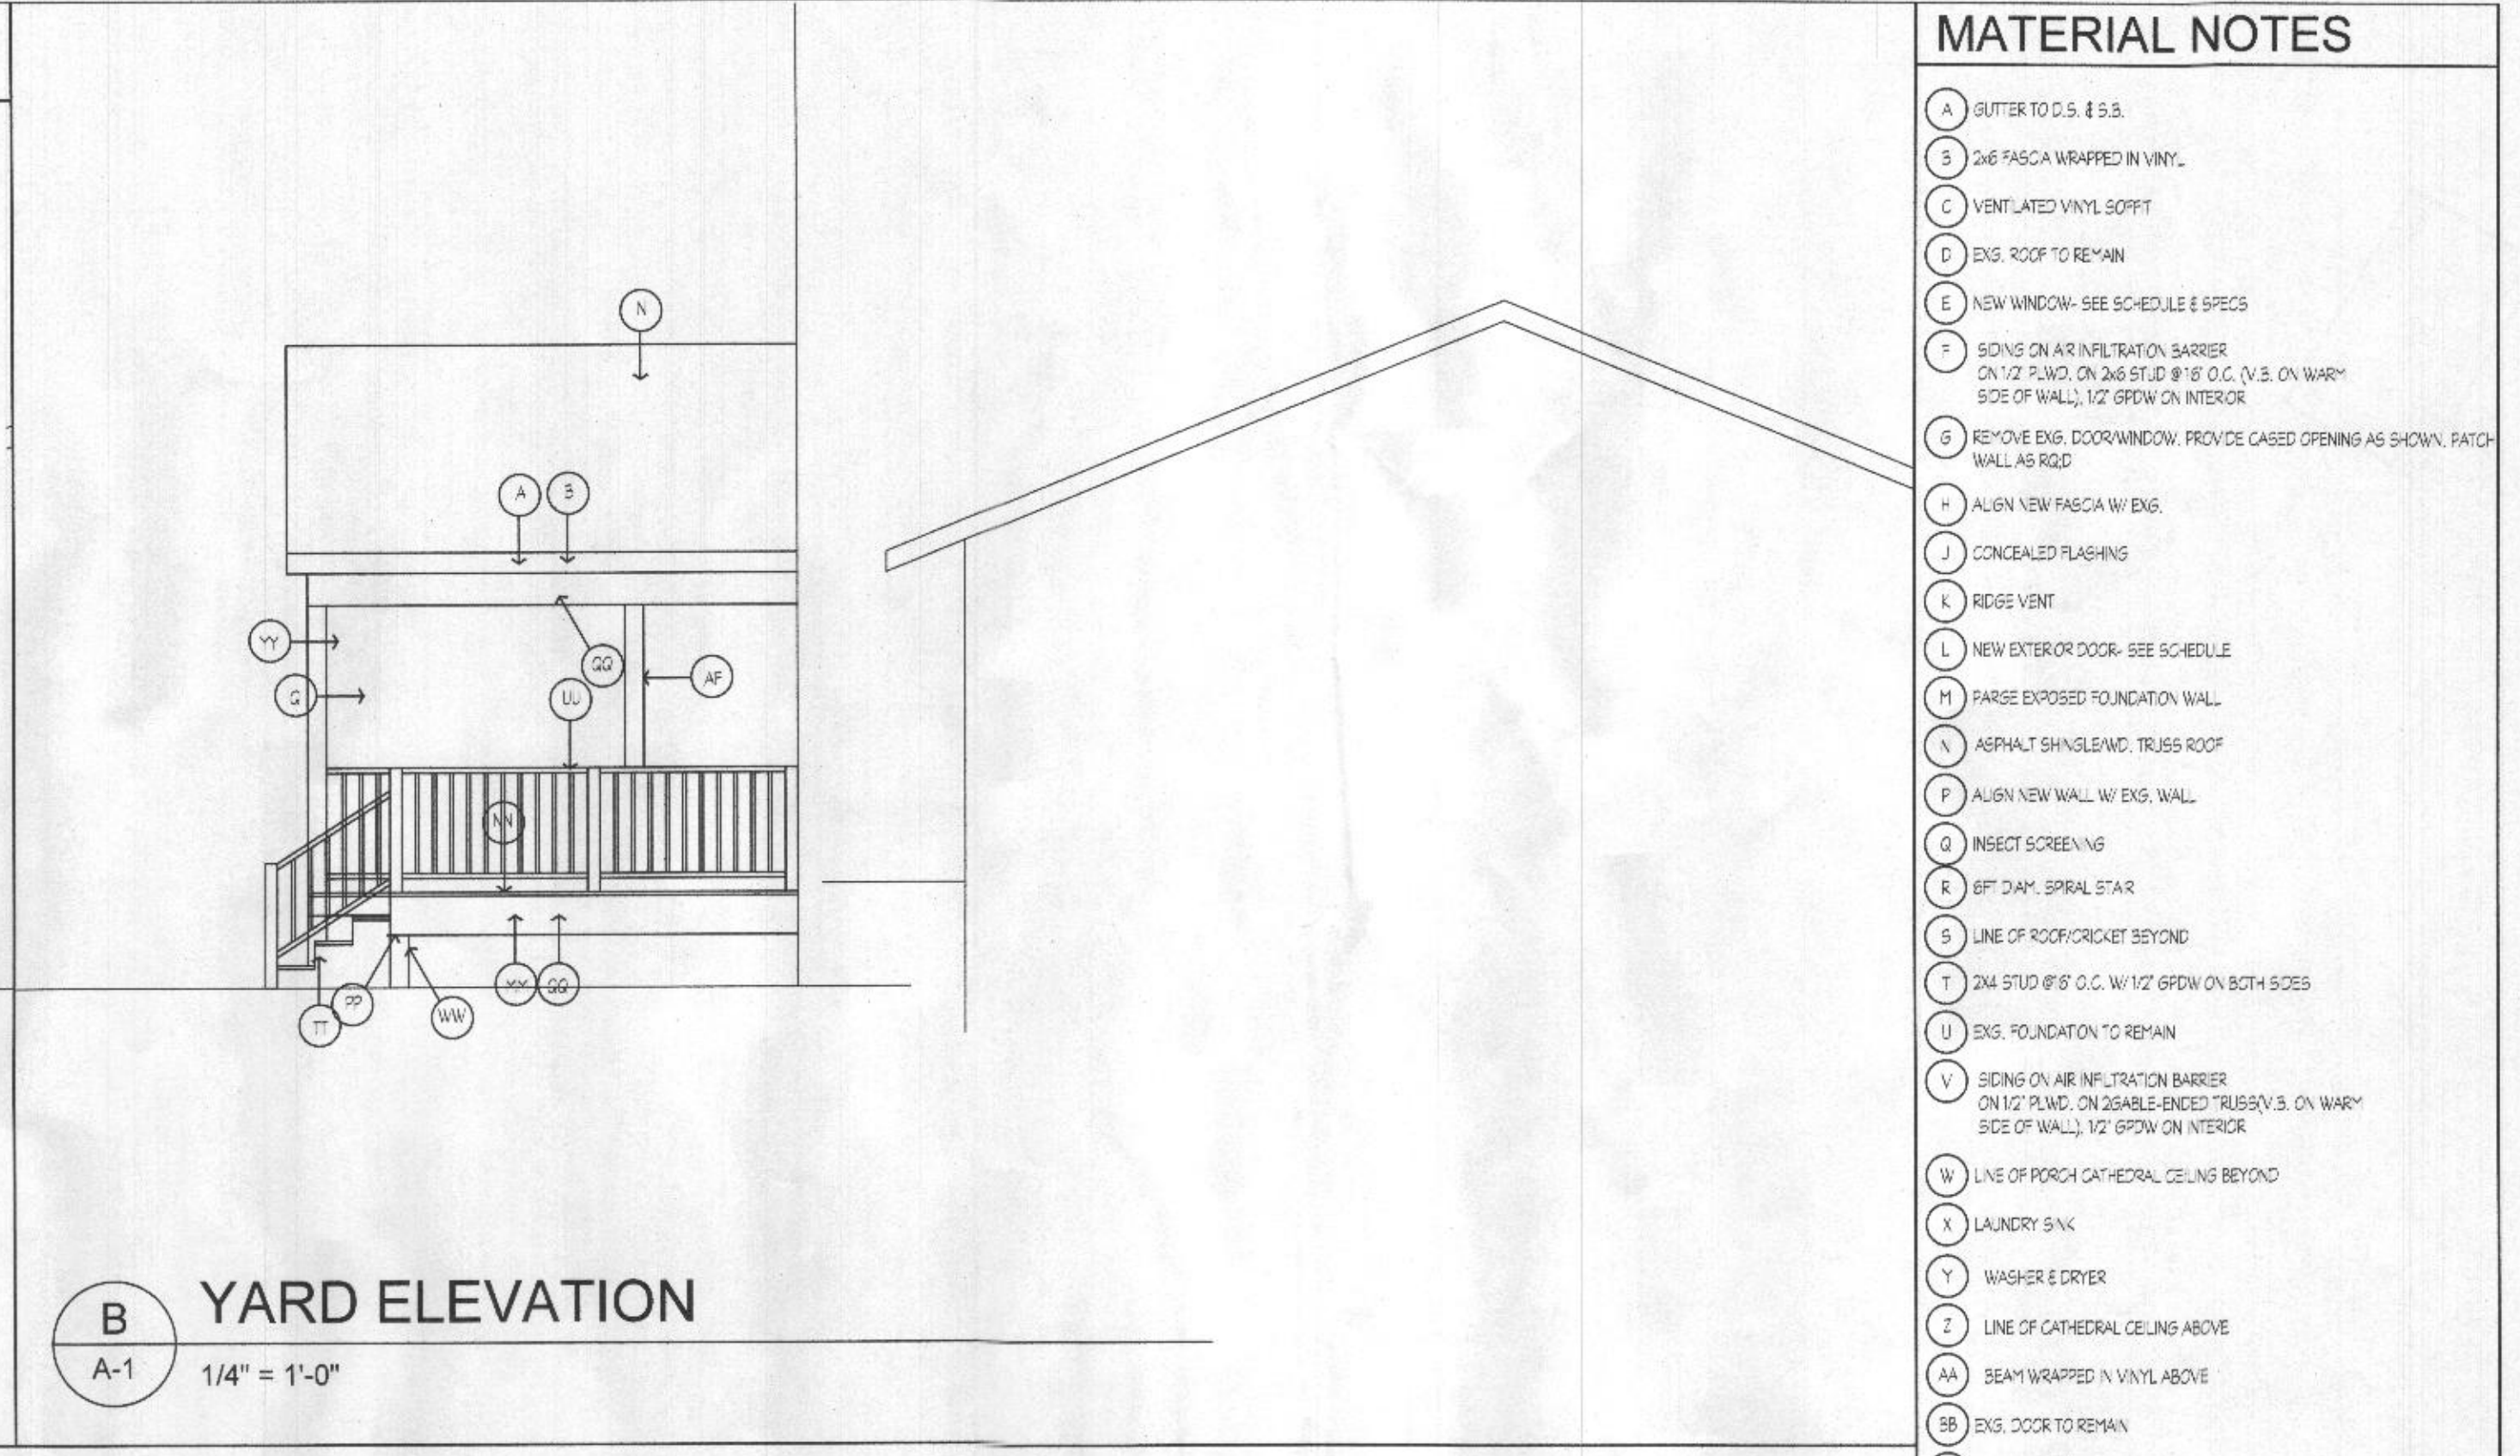 N
A
B
YY
G
QQ
UU
AF
NN
TT
PP
WW
QQ
B
A-1
YARD ELEVATION
1/4" = 1'-0"
MATERIAL NOTES
A GUTTER TO D.S. & S.B.
B 2x6 FASCIA WRAPPED IN VINYL
C VENTILATED VINYL SOFFIT
D EXG. ROOF TO REMAIN
E NEW WINDOW- SEE SCHEDULE & SPECS
F SIDING ON AIR INFILTRATION BARRIER
ON 1/2" PLWD. ON 2x6 STUD @16" O.C. (V.B. ON WARM
SIDE OF WALL), 1/2" GPDW ON INTERIOR
G REMOVE EXG. DOOR/WINDOW. PROVIDE CASED OPENING AS SHOWN. PATCH
WALL AS RQ;D
H ALIGN NEW FASCIA W/ EXG.
J CONCEALED FLASHING
K RIDGE VENT
L NEW EXTERIOR DOOR- SEE SCHEDULE
M PARGE EXPOSED FOUNDATION WALL
N ASPHALT SHINGLE/WD. TRUSS ROOF
P ALIGN NEW WALL W/ EXG. WALL
Q INSECT SCREENING
R 6FT DIAM. SPIRAL STAIR
S LINE OF ROOF/CRICKET BEYOND
T 2X4 STUD @16" O.C. W/ 1/2" GPDW ON BOTH SIDES
U EXG. FOUNDATION TO REMAIN
V SIDING ON AIR INFILTRATION BARRIER
ON 1/2" PLWD. ON 2GABLE-ENDED TRUSS(V.B. ON WARM
SIDE OF WALL), 1/2" GPDW ON INTERIOR
W LINE OF PORCH CATHEDRAL CEILING BEYOND
X LAUNDRY SINK
Y WASHER & DRYER
Z LINE OF CATHEDRAL CEILING ABOVE
AA BEAM WRAPPED IN VINYL ABOVE
BB EXG. DOOR TO REMAIN